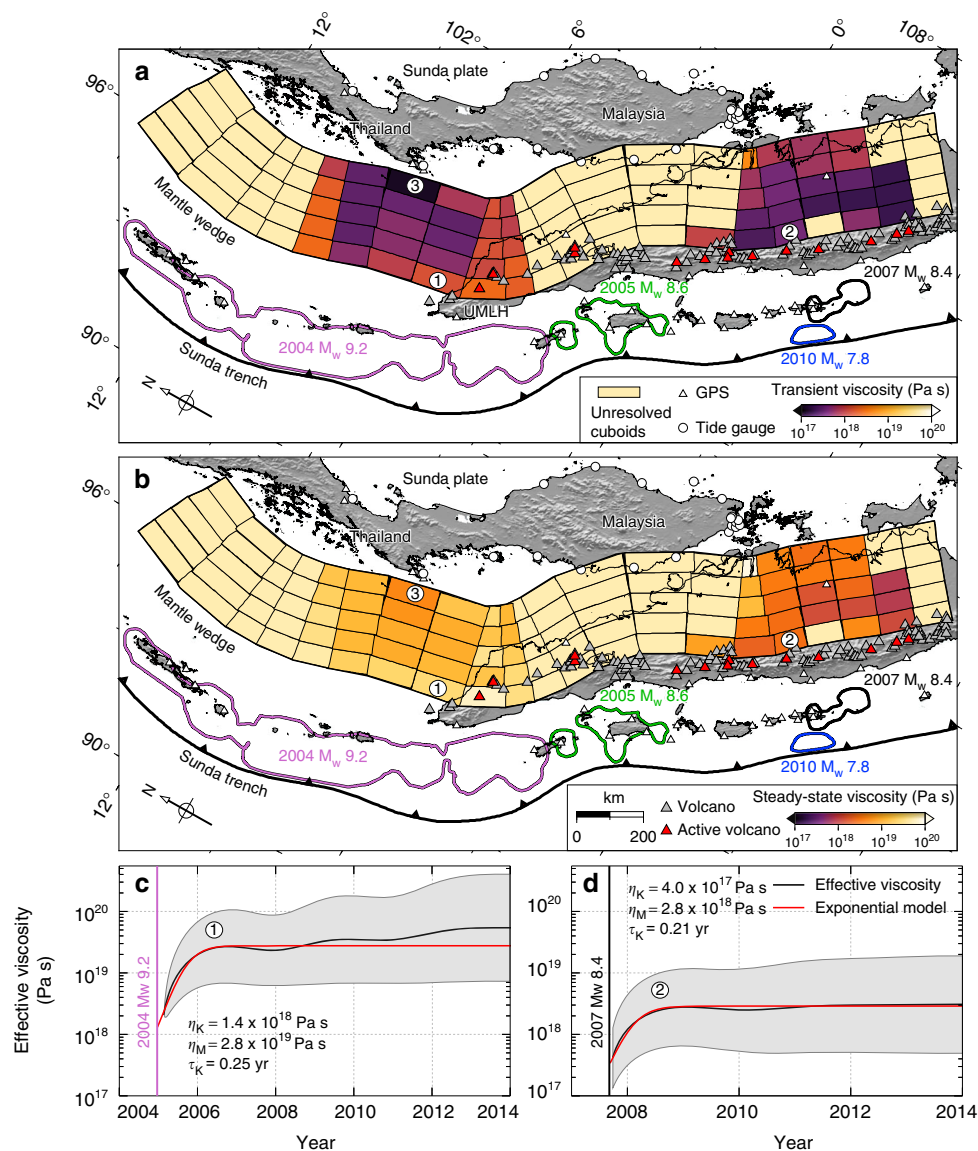 12°
102°
6°
0°
108°
a
Sunda plate
96°
Thailand
Malaysia
3
Mantle wedge
2
1
2007 Mw 8.4
2005 Mw 8.6
UMLH
2004 Mw 9.2
2010 Mw 7.8
90°
Sunda trench
12°
N
Unresolved cuboids
GPS
Tide gauge
Transient viscosity (Pa s)
10^17 10^18 10^19 10^20
b
Sunda plate
96°
Thailand
Malaysia
3
Mantle wedge
2
1
2007 Mw 8.4
2005 Mw 8.6
2004 Mw 9.2
2010 Mw 7.8
90°
Sunda trench
12°
N
km
0 200
Volcano
Active volcano
Steady-state viscosity (Pa s)
10^17 10^18 10^19 10^20
c
1
2004 Mw 9.2
ηK = 1.4 x 10^18 Pa s
ηM = 2.8 x 10^19 Pa s
τK = 0.25 yr
Effective viscosity
(Pa s)
10^20
10^19
10^18
10^17
2004 2006 2008 2010 2012 2014
Year
d
ηK = 4.0 x 10^17 Pa s
ηM = 2.8 x 10^18 Pa s
τK = 0.21 yr
Effective viscosity
Exponential model
2
2007 Mw 8.4
10^20
10^19
10^18
10^17
2008 2010 2012 2014
Year